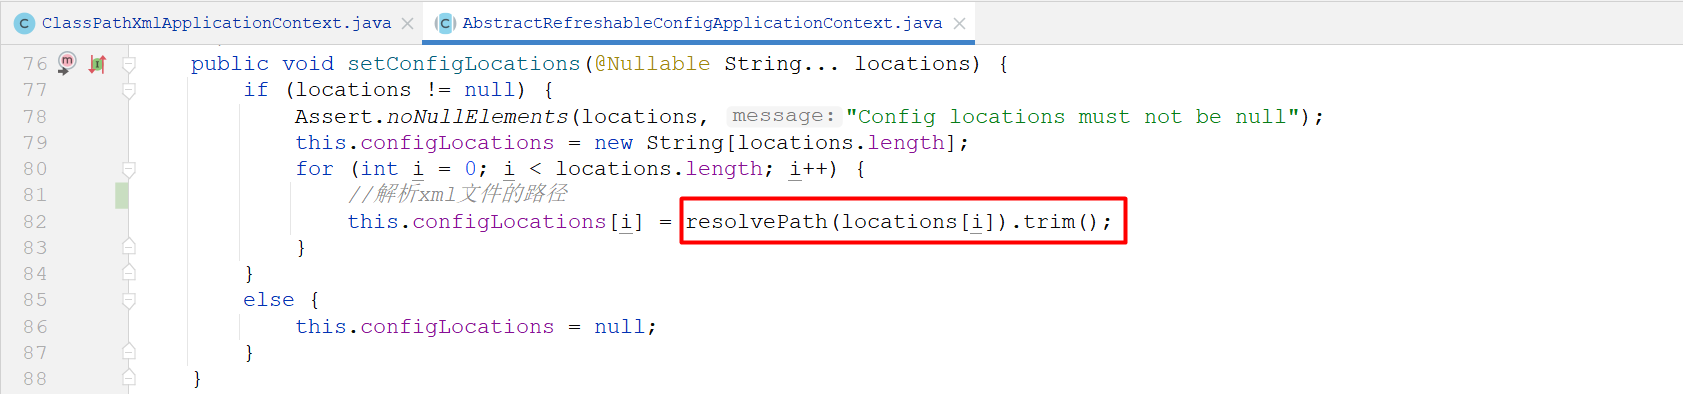 ClassPathXmlApplicationContext.java AbstractRefreshableConfigApplicationContext.java
76 public void setConfigLocations(@Nullable String... locations) {
77 if (locations != null) {
78 Assert.noNullElements(locations, message: "Config locations must not be null");
79 this.configLocations = new String[locations.length];
80 for (int i = 0; i < locations.length; i++) {
81 //解析xml文件的路径
82 this.configLocations[i] = resolvePath(locations[i]).trim();
83 }
84 }
85 else {
86 this.configLocations = null;
87 }
88 }